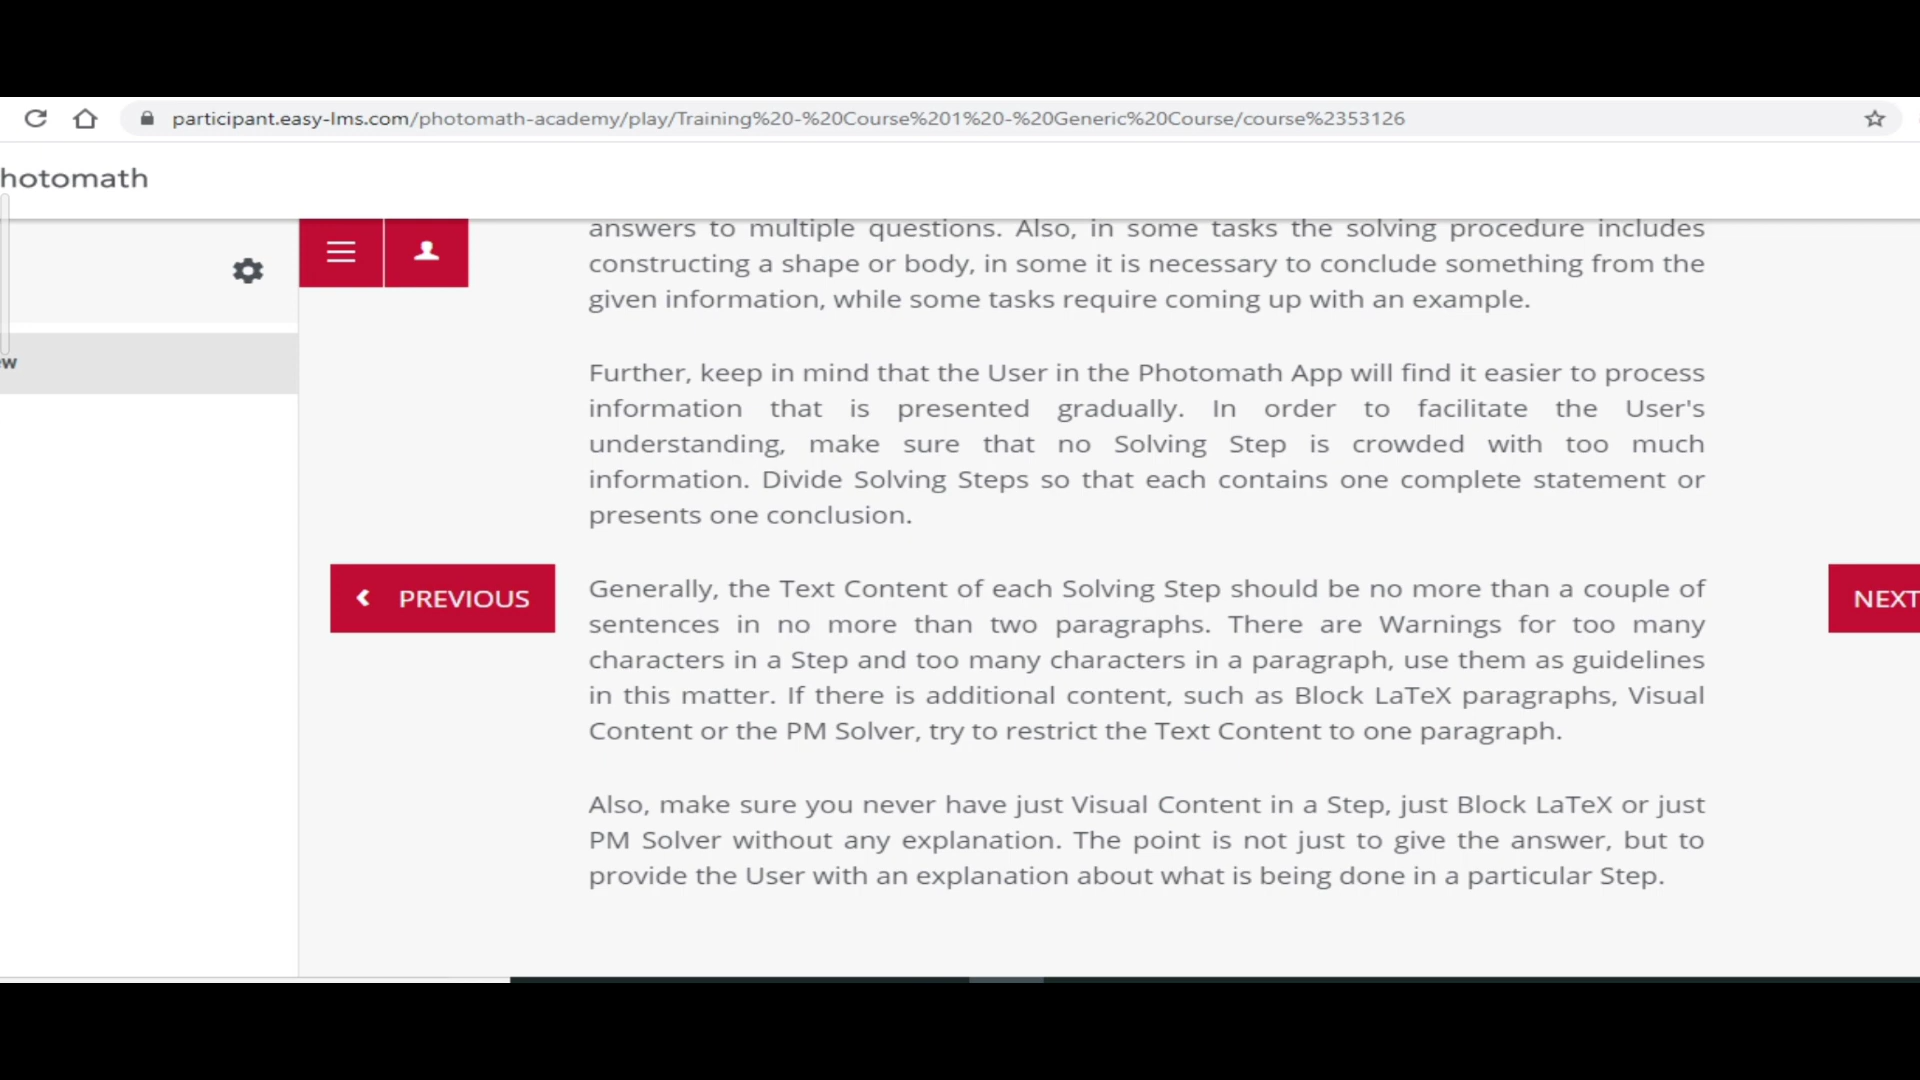 participant.easy-lms.com/photomath-academy/play/Training%20-%20Course%201%20-%20Generic%20Course/course%2353126
hotomath
answers to multiple questions. Also, in some tasks the solving procedure includes
constructing a shape or body, in some it is necessary to conclude something from the
given information, while some tasks require coming up with an example.
ew
Further, keep in mind that the User in the Photomath App will find it easier to process
information that is presented gradually. In order to facilitate the User's
understanding, make sure that no Solving Step is crowded with too much
information. Divide Solving Steps so that each contains one complete statement or
presents one conclusion.
PREVIOUS
Generally, the Text Content of each Solving Step should be no more than a couple of
sentences in no more than two paragraphs. There are Warnings for too many
characters in a Step and too many characters in a paragraph, use them as guidelines
in this matter. If there is additional content, such as Block LaTeX paragraphs, Visual
Content or the PM Solver, try to restrict the Text Content to one paragraph.
NEXT
Also, make sure you never have just Visual Content in a Step, just Block LaTeX or just
PM Solver without any explanation. The point is not just to give the answer, but to
provide the User with an explanation about what is being done in a particular Step.